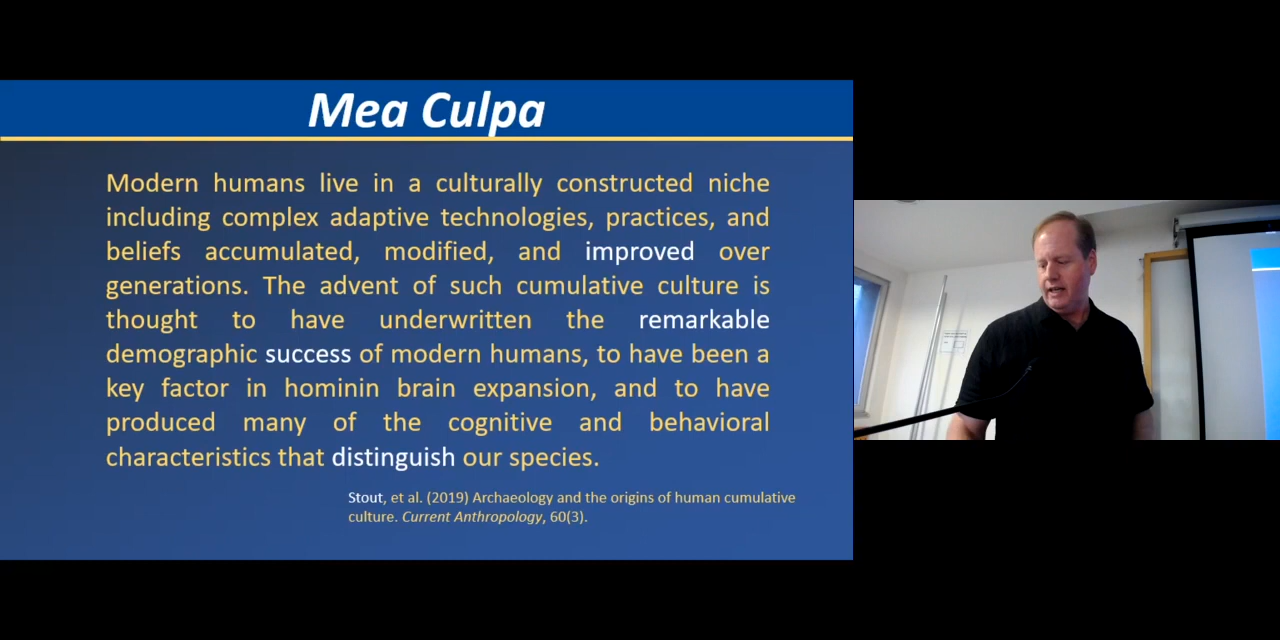 Mea Culpa
Modern humans live in a culturally constructed niche
including complex adaptive technologies, practices, and
beliefs accumulated, modified, and improved over
generations. The advent of such cumulative culture is
thought to have underwritten the remarkable
demographic success of modern humans, to have been a
key factor in hominin brain expansion, and to have
produced many of the cognitive and behavioral
characteristics that distinguish our species.
Stout, et al. (2019) Archaeology and the origins of human cumulative
culture. Current Anthropology, 60(3).